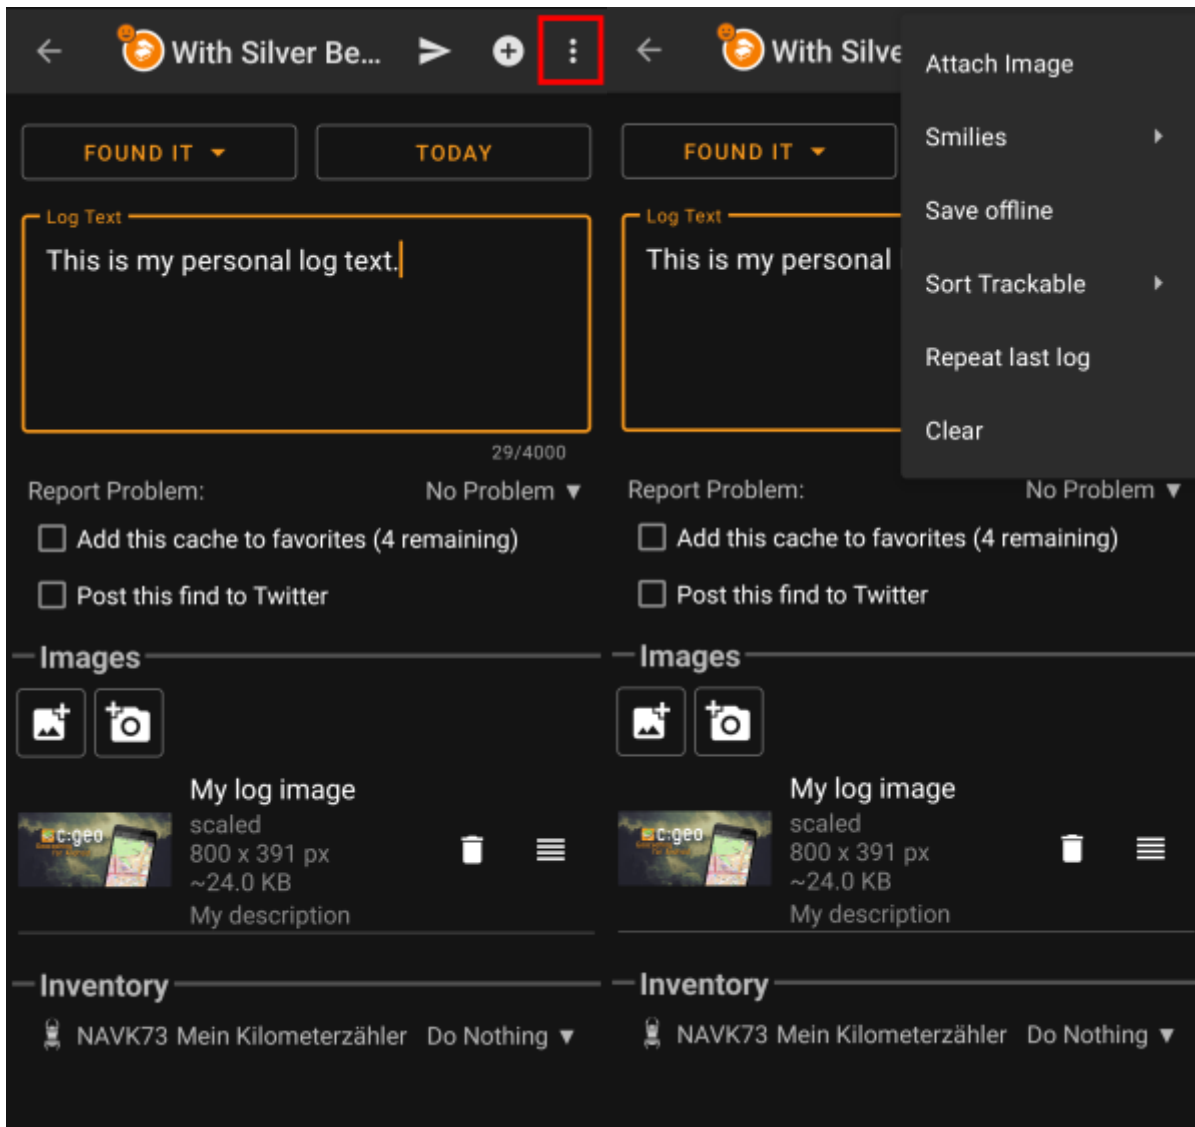 With Silver Be...
FOUND IT
TODAY
Log Text
This is my personal log text.
29/4000
Report Problem:
No Problem
Add this cache to favorites (4 remaining)
Post this find to Twitter
Images
My log image
c:geo
scaled
800 x 391 px
~24.0 KB
My description
Inventory
NAVK73 Mein Kilometerzähler
Do Nothing
With Silve
Attach Image
Smilies
Save offline
Sort Trackable
Repeat last log
Clear
FOUND IT
Log Text
This is my personal
Report Problem:
No Problem
Add this cache to favorites (4 remaining)
Post this find to Twitter
Images
My log image
c:geo
scaled
800 x 391 px
~24.0 KB
My description
Inventory
NAVK73 Mein Kilometerzähler
Do Nothing